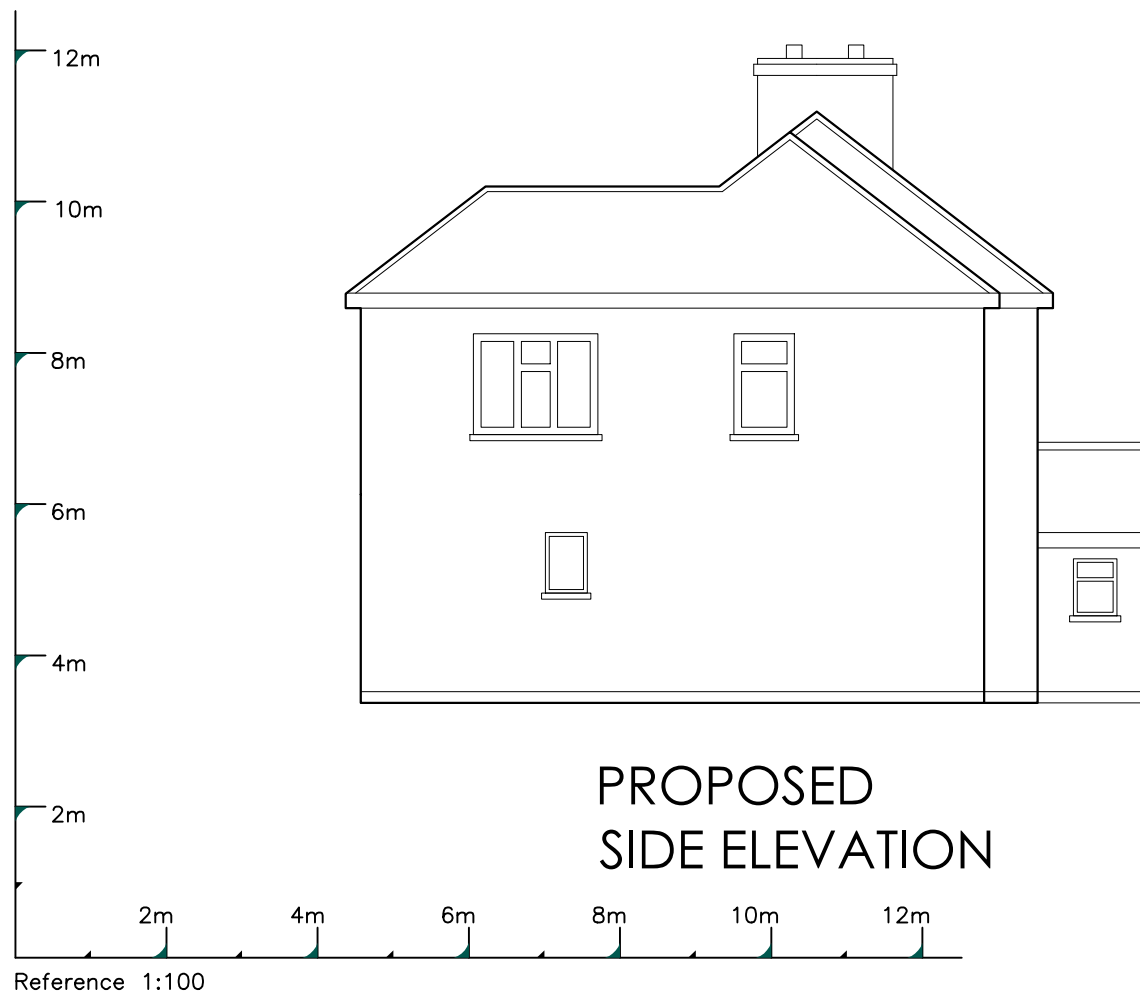 12m
10m
8m
6m
4m
2m
PROPOSED
SIDE ELEVATION
2m 4m 6m 8m 10m 12m
Reference 1:100